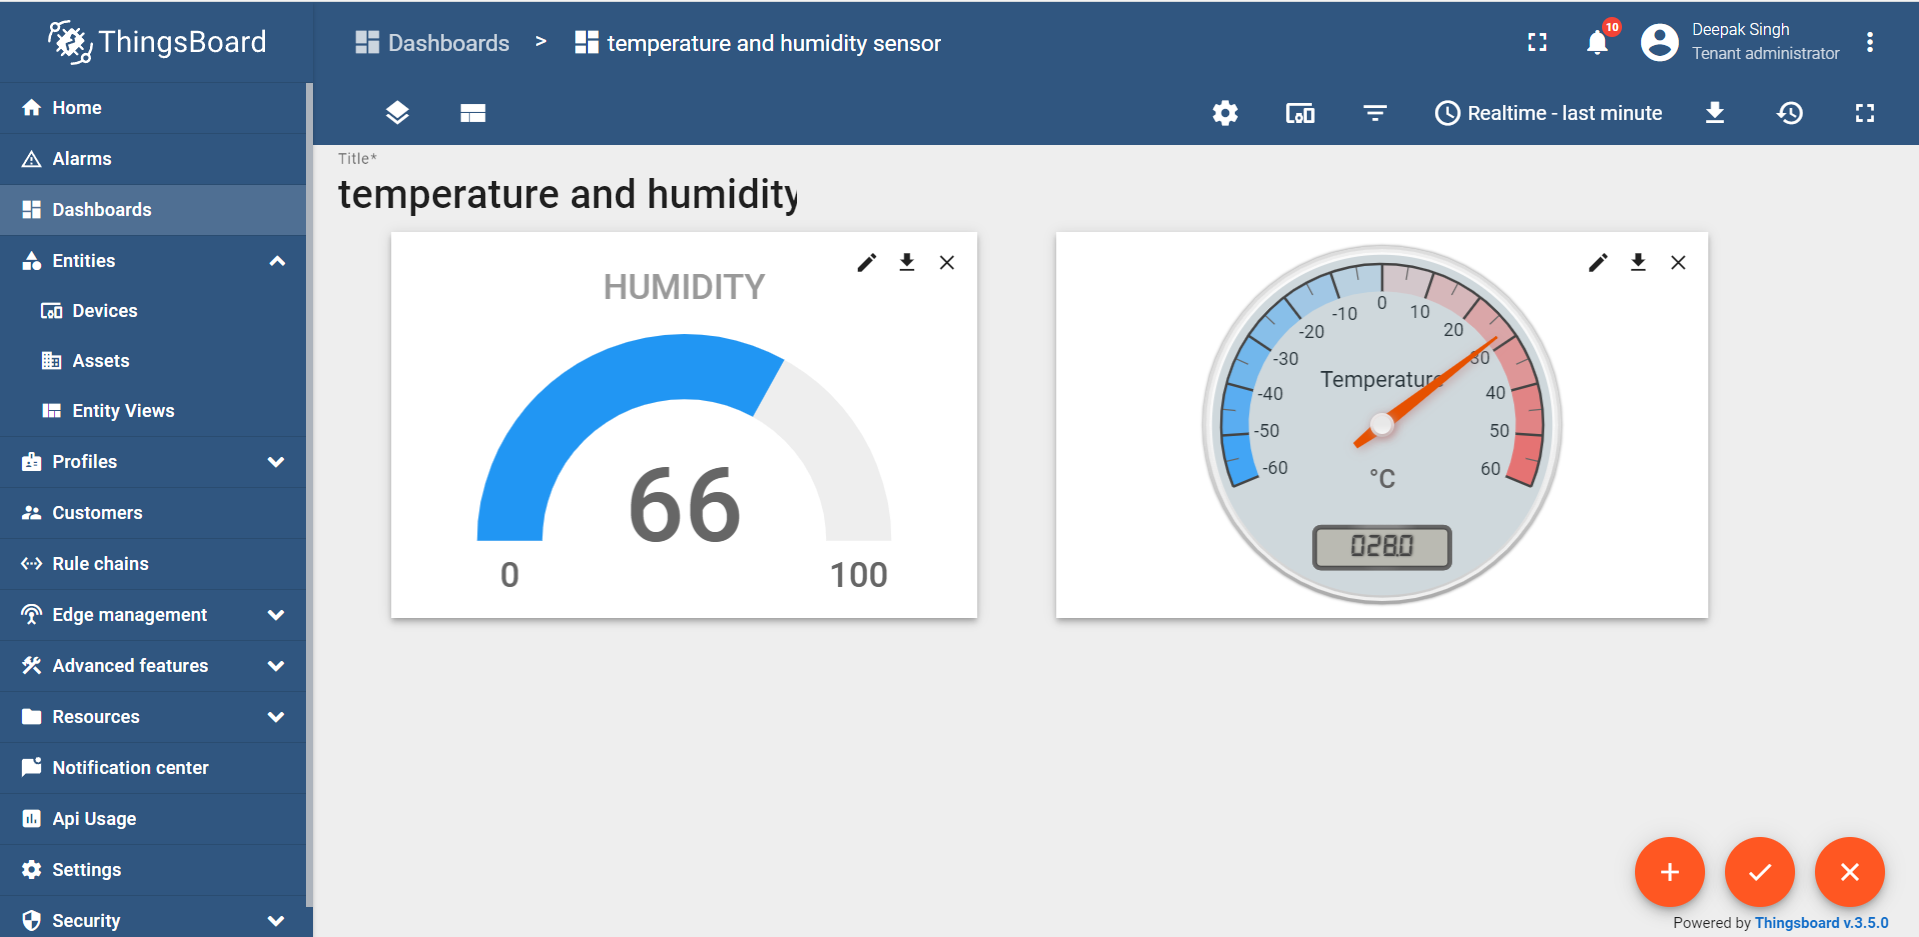 ThingsBoard
Dashboards > temperature and humidity sensor
10
Deepak Singh
Tenant administrator
Realtime - last minute
Home
Alarms
Dashboards
Entities
Devices
Assets
Entity Views
Profiles
Customers
Rule chains
Edge management
Advanced features
Resources
Notification center
Api Usage
Settings
Security
Title*
temperature and humidity
HUMIDITY
66
0
100
-60
-50
-40
-30
-20
-10
0
10
20
30
40
50
60
Temperature
°C
028.0
Powered by Thingsboard v.3.5.0